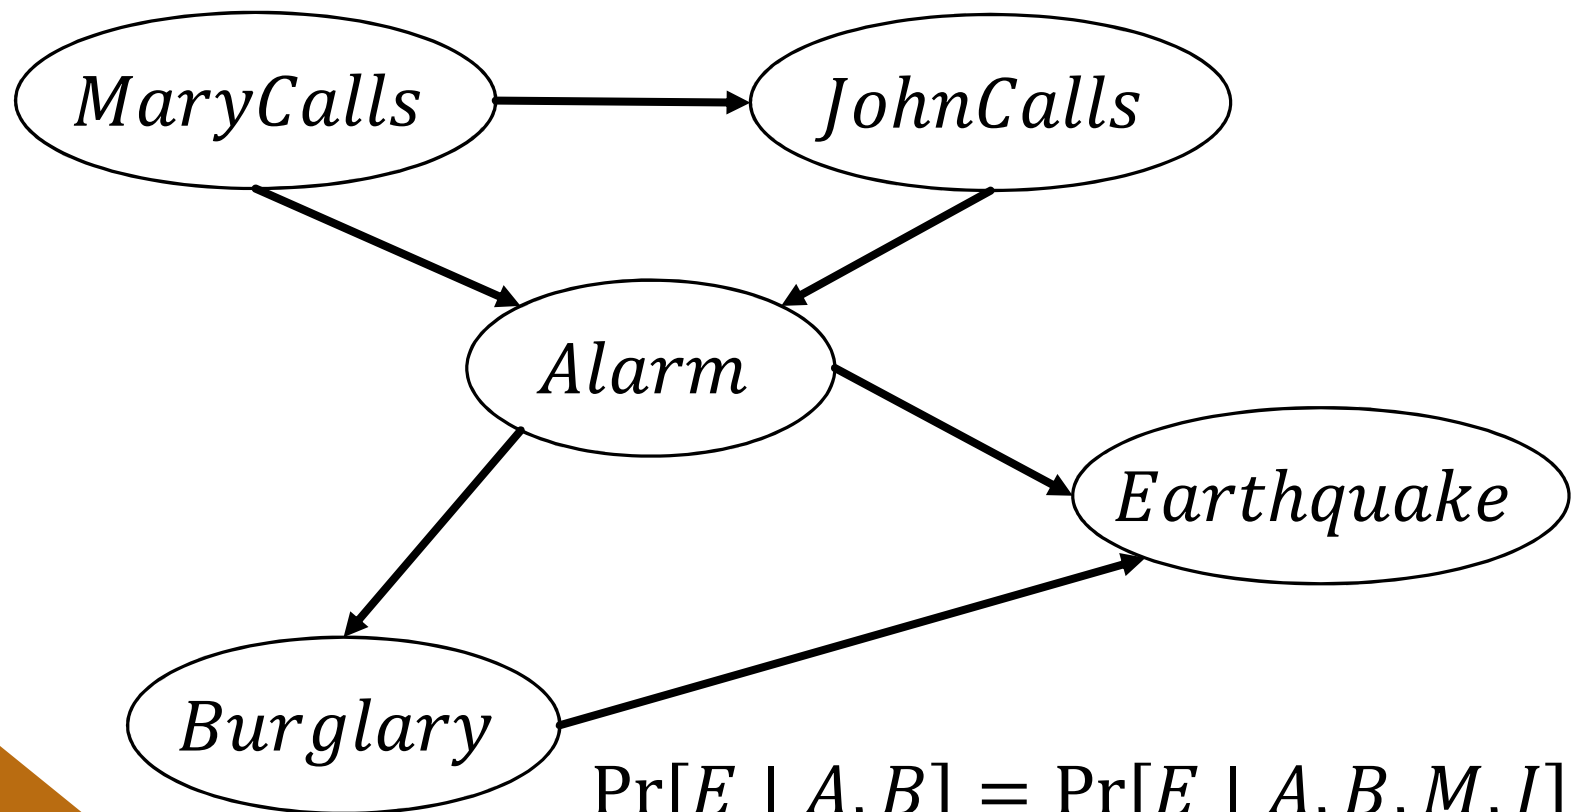 MaryCalls
JohnCalls
Alarm
Earthquake
Burglary
Pr[E | A, B] = Pr[E | A, B, M, J]